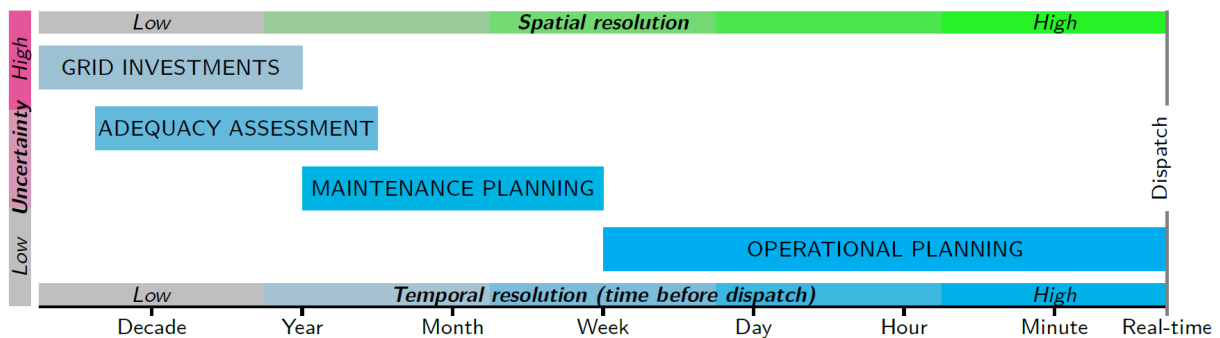 Low Spatial resolution High
High
GRID INVESTMENTS
ADEQUACY ASSESSMENT
Uncertainty
MAINTENANCE PLANNING
Dispatch
Low
OPERATIONAL PLANNING
Low Temporal resolution (time before dispatch) High
Decade Year Month Week Day Hour Minute Real-time